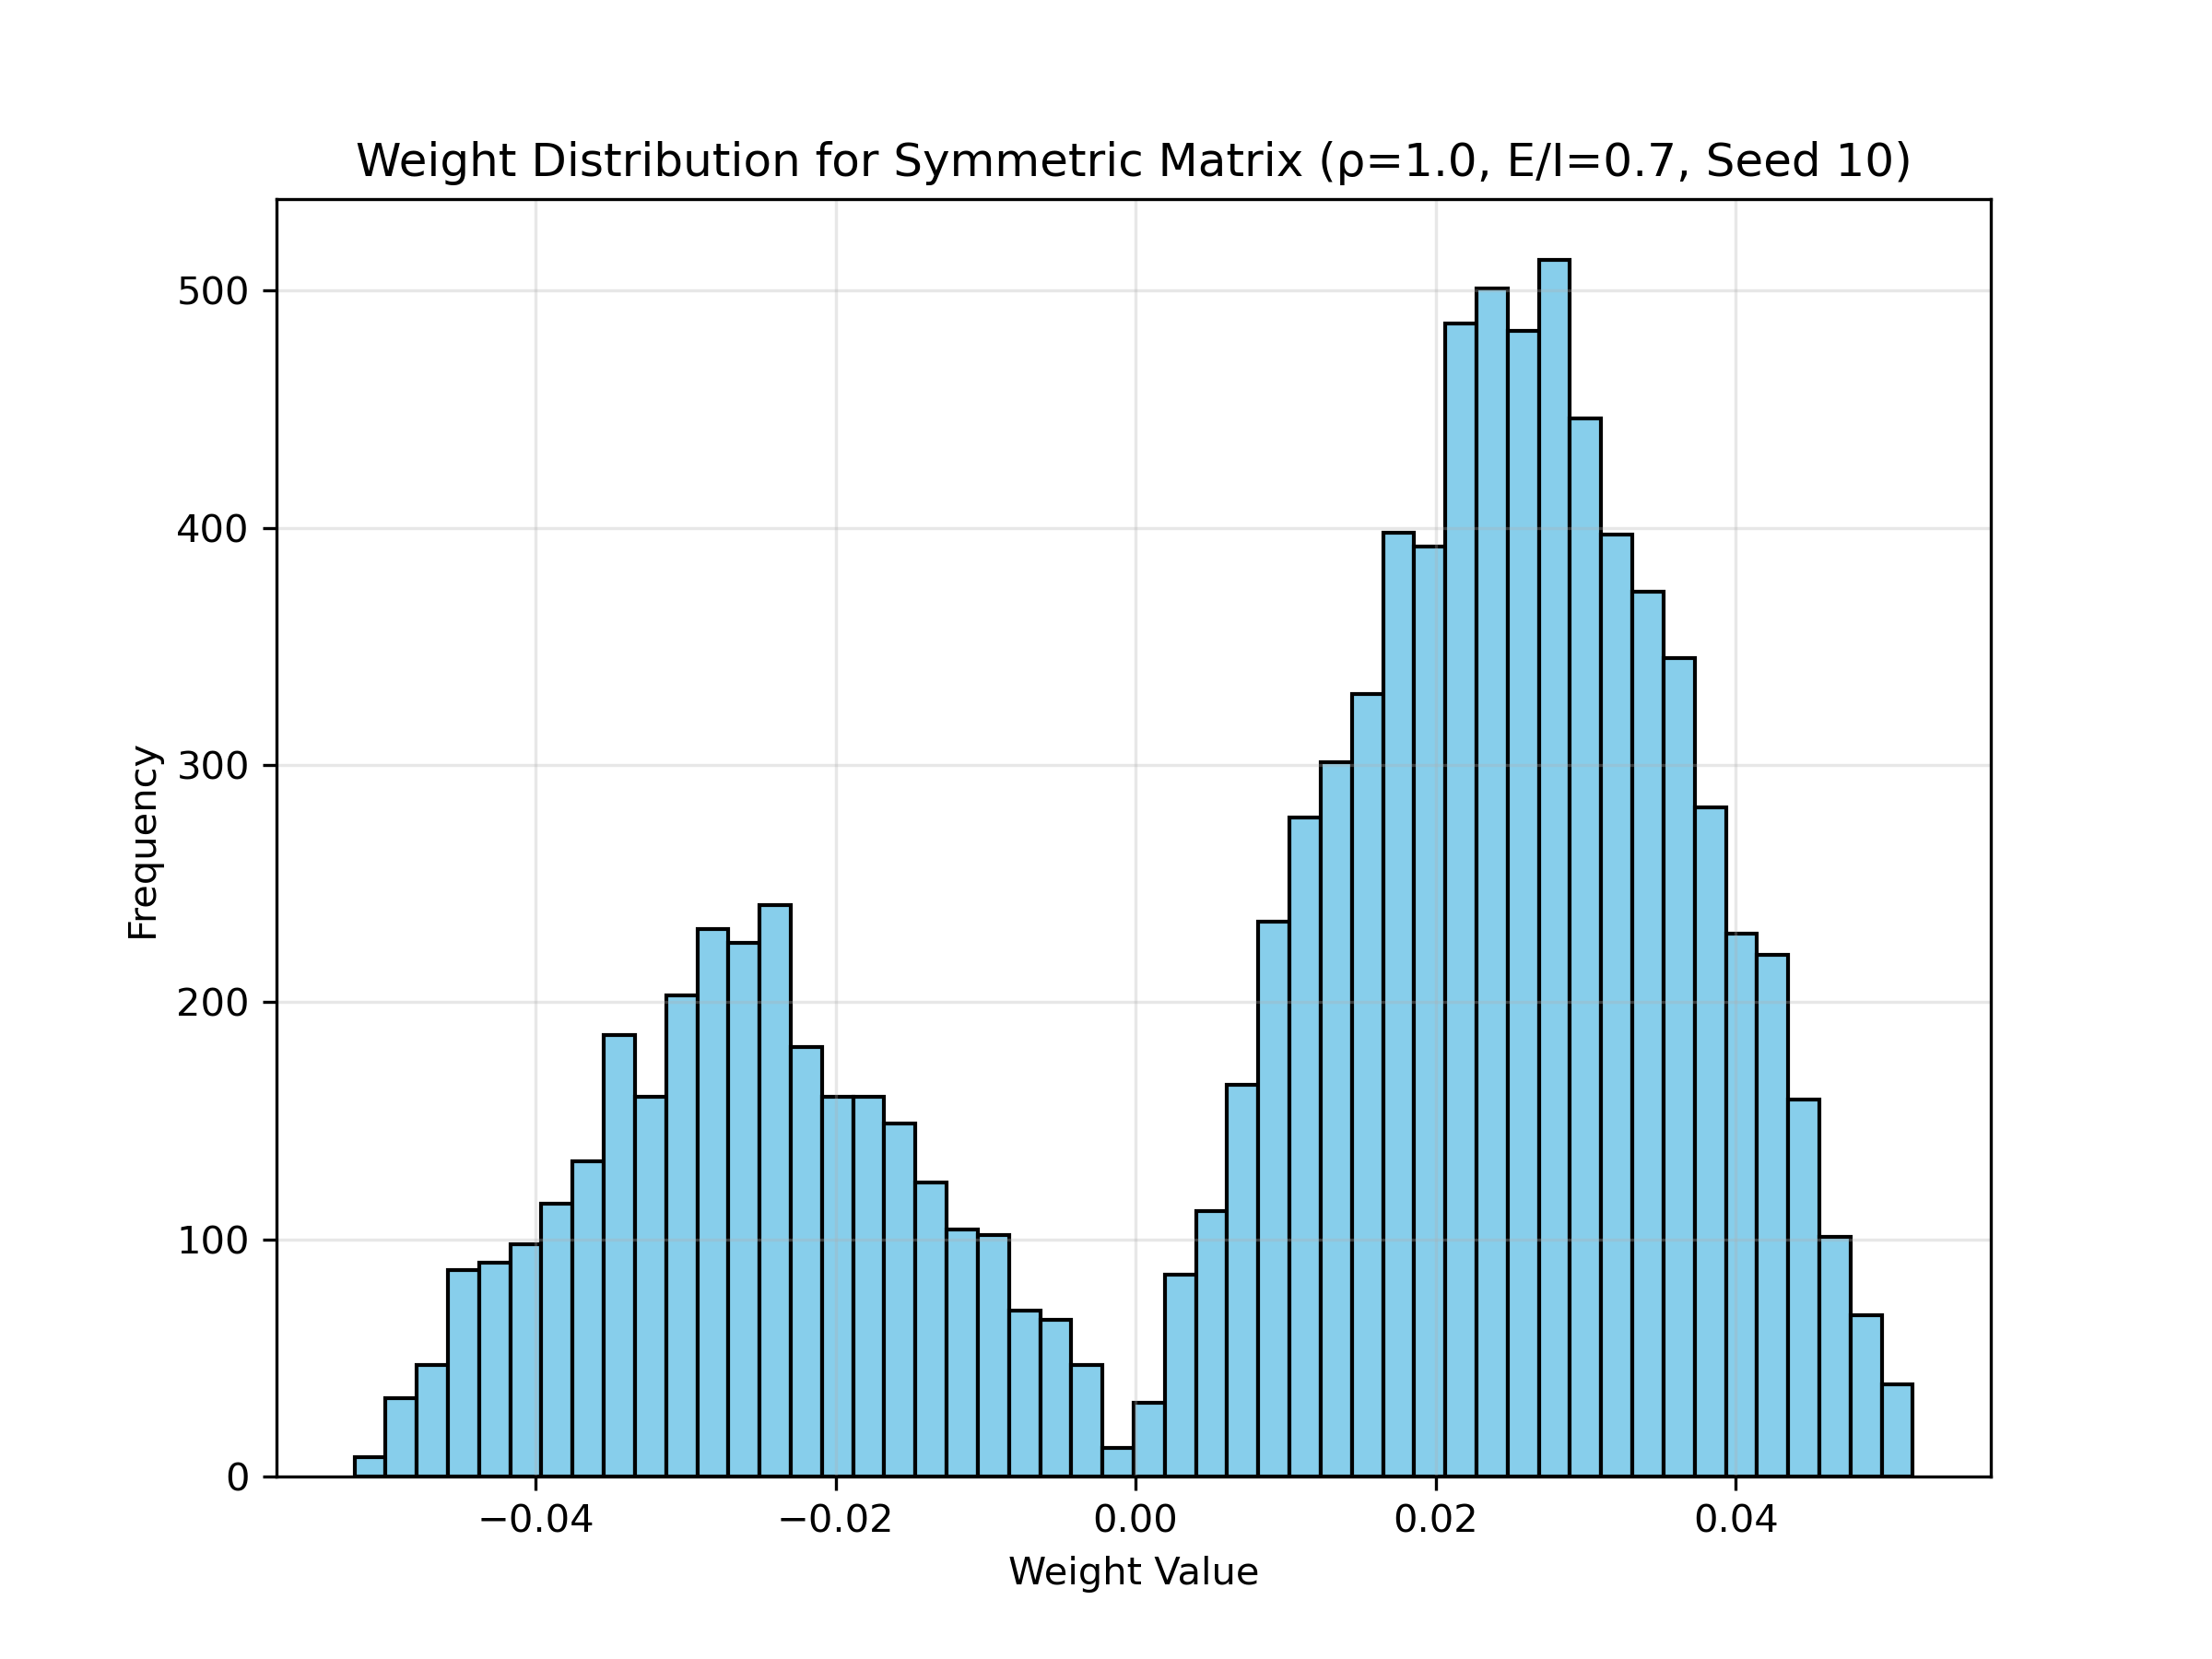 Weight Distribution for Symmetric Matrix (ρ=1.0, E/I=0.7, Seed 10)
Frequency
500
400
300
200
100
0
−0.04 −0.02 0.00 0.02 0.04
Weight Value